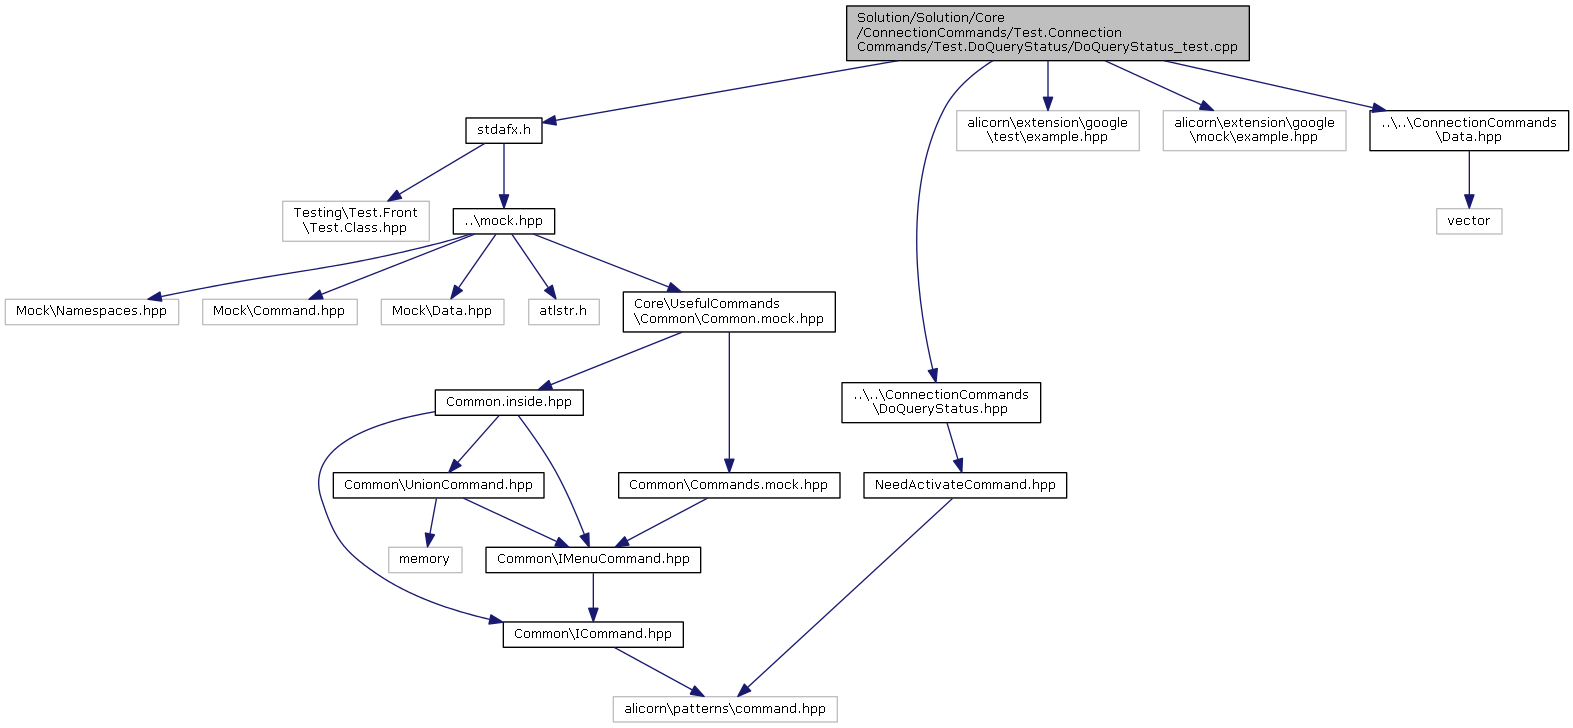 Solution/Solution/Core
/ConnectionCommands/Test.Connection
Commands/Test.DoQueryStatus/DoQueryStatus_test.cpp
stdafx.h
alicorn\extension\google
\test\example.hpp
alicorn\extension\google
\mock\example.hpp
..\..\ConnectionCommands
\Data.hpp
Testing\Test.Front
\Test.Class.hpp
..\mock.hpp
vector
Mock\Namespaces.hpp
Mock\Command.hpp
Mock\Data.hpp
atlstr.h
Core\UsefulCommands
\Common\Common.mock.hpp
Common.inside.hpp
..\..\ConnectionCommands
\DoQueryStatus.hpp
Common\UnionCommand.hpp
Common\Commands.mock.hpp
NeedActivateCommand.hpp
memory
Common\IMenuCommand.hpp
Common\ICommand.hpp
alicorn\patterns\command.hpp